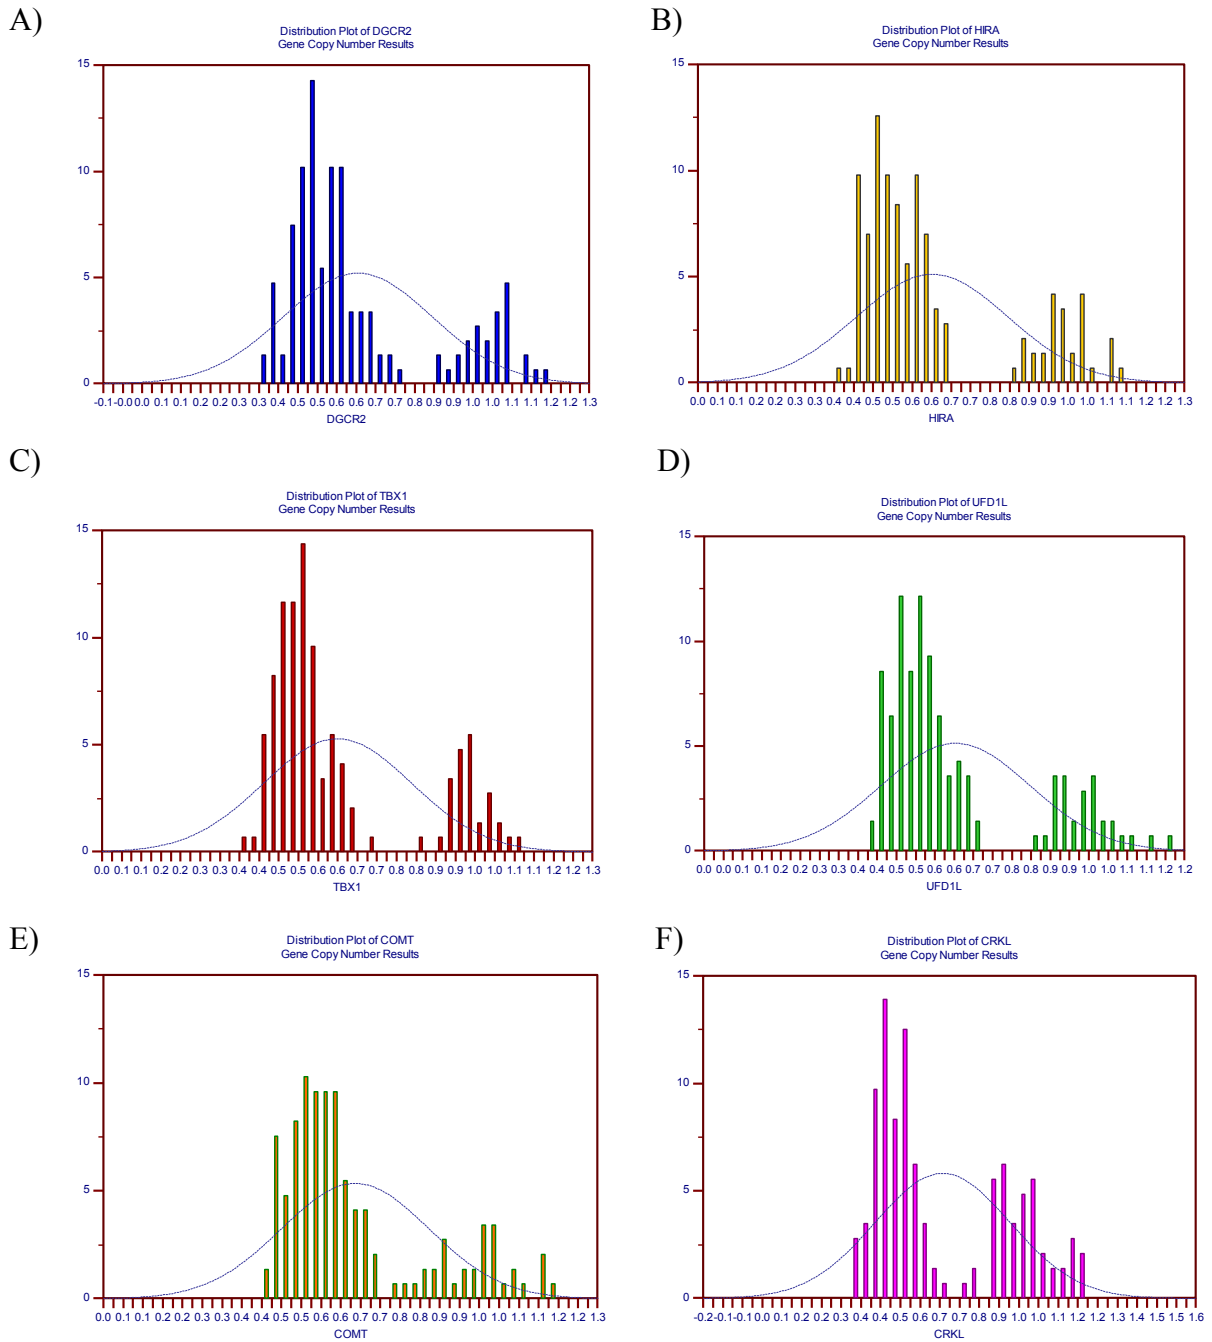 A)
Distribution Plot of DGCR2
Gene Copy Number Results
15
10
5
0
-0.1 -0.0 0.0 0.1 0.1 0.2 0.2 0.3 0.4 0.5 0.5 0.6 0.6 0.7 0.7 0.8 0.9 0.9 1.0 1.0 1.1 1.2 1.2 1.3
DGCR2
B)
Distribution Plot of HIRA
Gene Copy Number Results
15
10
5
0
0.0 0.0 0.1 0.1 0.2 0.2 0.3 0.4 0.4 0.5 0.5 0.6 0.6 0.7 0.7 0.8 0.8 0.9 0.9 1.0 1.0 1.1 1.1 1.2 1.2 1.3
HIRA
C)
Distribution Plot of TBX1
Gene Copy Number Results
15
10
5
0
0.0 0.0 0.1 0.1 0.2 0.2 0.3 0.3 0.4 0.5 0.5 0.6 0.6 0.7 0.7 0.8 0.8 0.9 0.9 1.0 1.0 1.1 1.2 1.2 1.3
TBX1
D)
Distribution Plot of UFD1L
Gene Copy Number Results
15
10
5
0
0.0 0.0 0.1 0.1 0.2 0.2 0.3 0.3 0.4 0.4 0.5 0.5 0.6 0.6 0.7 0.7 0.8 0.8 0.9 0.9 1.0 1.0 1.1 1.1 1.2 1.2
UFD1L
E)
Distribution Plot of COMT
Gene Copy Number Results
15
10
5
0
0.0 0.0 0.1 0.1 0.2 0.2 0.3 0.3 0.4 0.5 0.5 0.6 0.6 0.7 0.7 0.8 0.8 0.9 0.9 1.0 1.0 1.1 1.2 1.2 1.3
COMT
F)
Distribution Plot of CRKL
Gene Copy Number Results
15
10
5
0
-0.2 -0.1 -0.1 0.0 0.1 0.2 0.2 0.3 0.4 0.4 0.5 0.6 0.7 0.7 0.8 0.9 1.0 1.0 1.1 1.2 1.2 1.3 1.4 1.5 1.5 1.6
CRKL